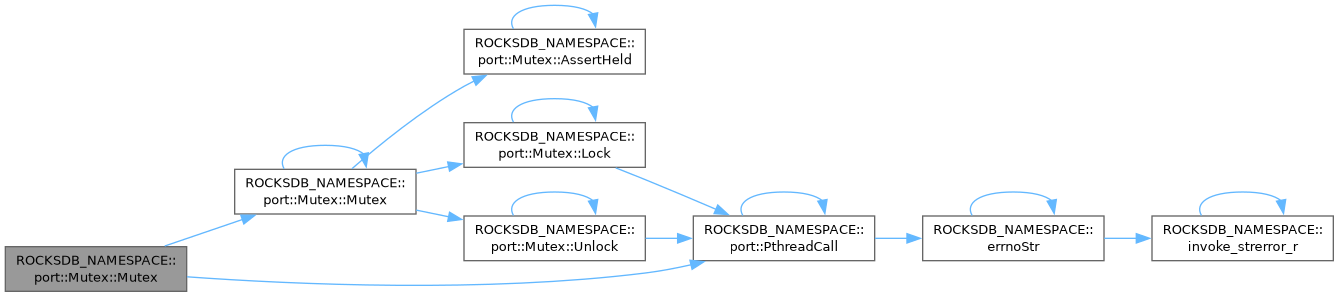 ROCKSDB_NAMESPACE::
port::Mutex::AssertHeld
ROCKSDB_NAMESPACE::
port::Mutex::Lock
ROCKSDB_NAMESPACE::
port::Mutex::Mutex
ROCKSDB_NAMESPACE::
port::Mutex::Unlock
ROCKSDB_NAMESPACE::
port::PthreadCall
ROCKSDB_NAMESPACE::
errnoStr
ROCKSDB_NAMESPACE::
invoke_strerror_r
ROCKSDB_NAMESPACE::
port::Mutex::Mutex